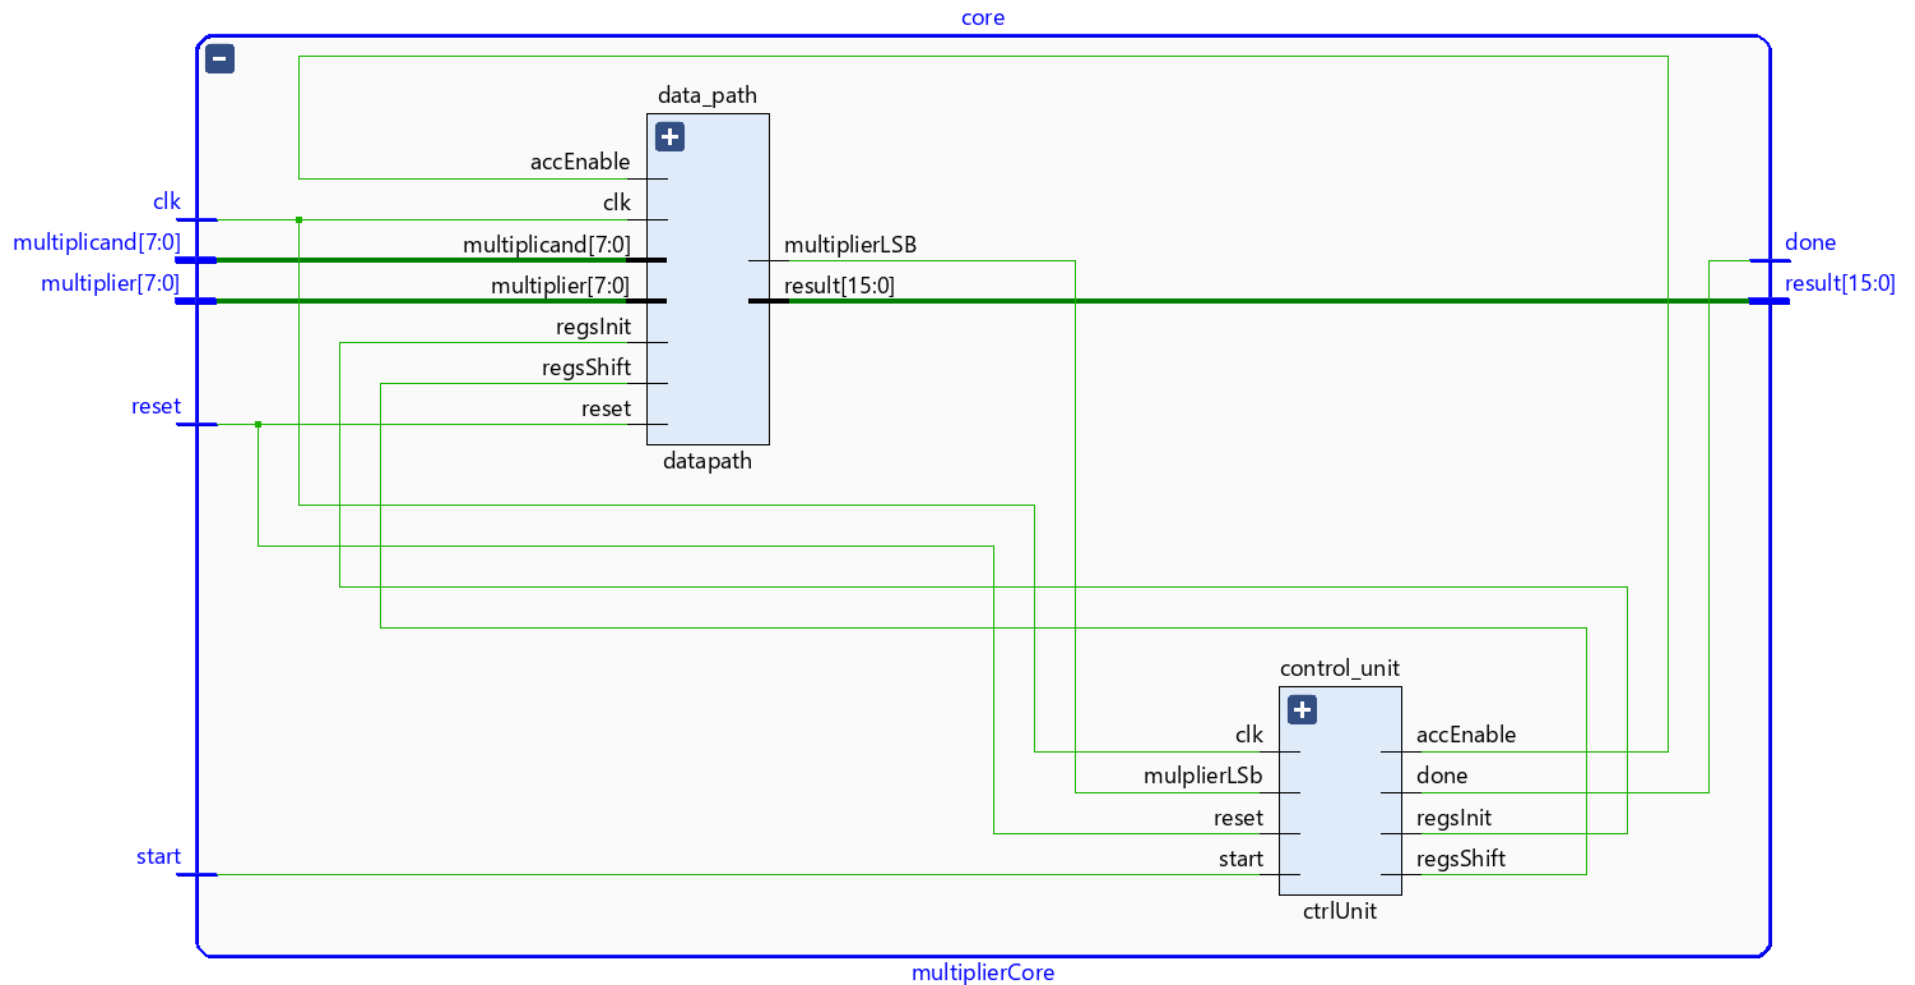 core
data_path
accEnable
clk
clk
multiplicand[7:0]
multiplicand[7:0]
multiplierLSB
done
multiplier[7:0]
multiplier[7:0]
result[15:0]
result[15:0]
regsInit
regsShift
reset
reset
datapath
control_unit
clk
accEnable
mulplierLSb
done
reset
regsInit
start
start
regsShift
ctrlUnit
multiplierCore